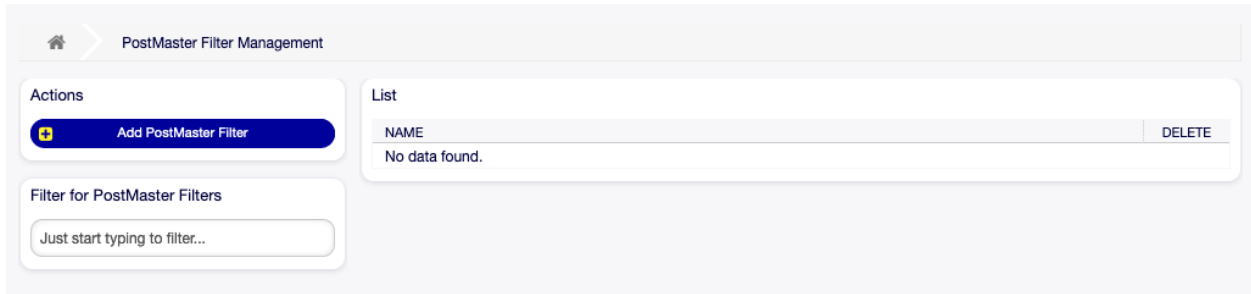 PostMaster Filter Management
Actions
Add PostMaster Filter
Filter for PostMaster Filters
Just start typing to filter...
List
NAME DELETE
No data found.